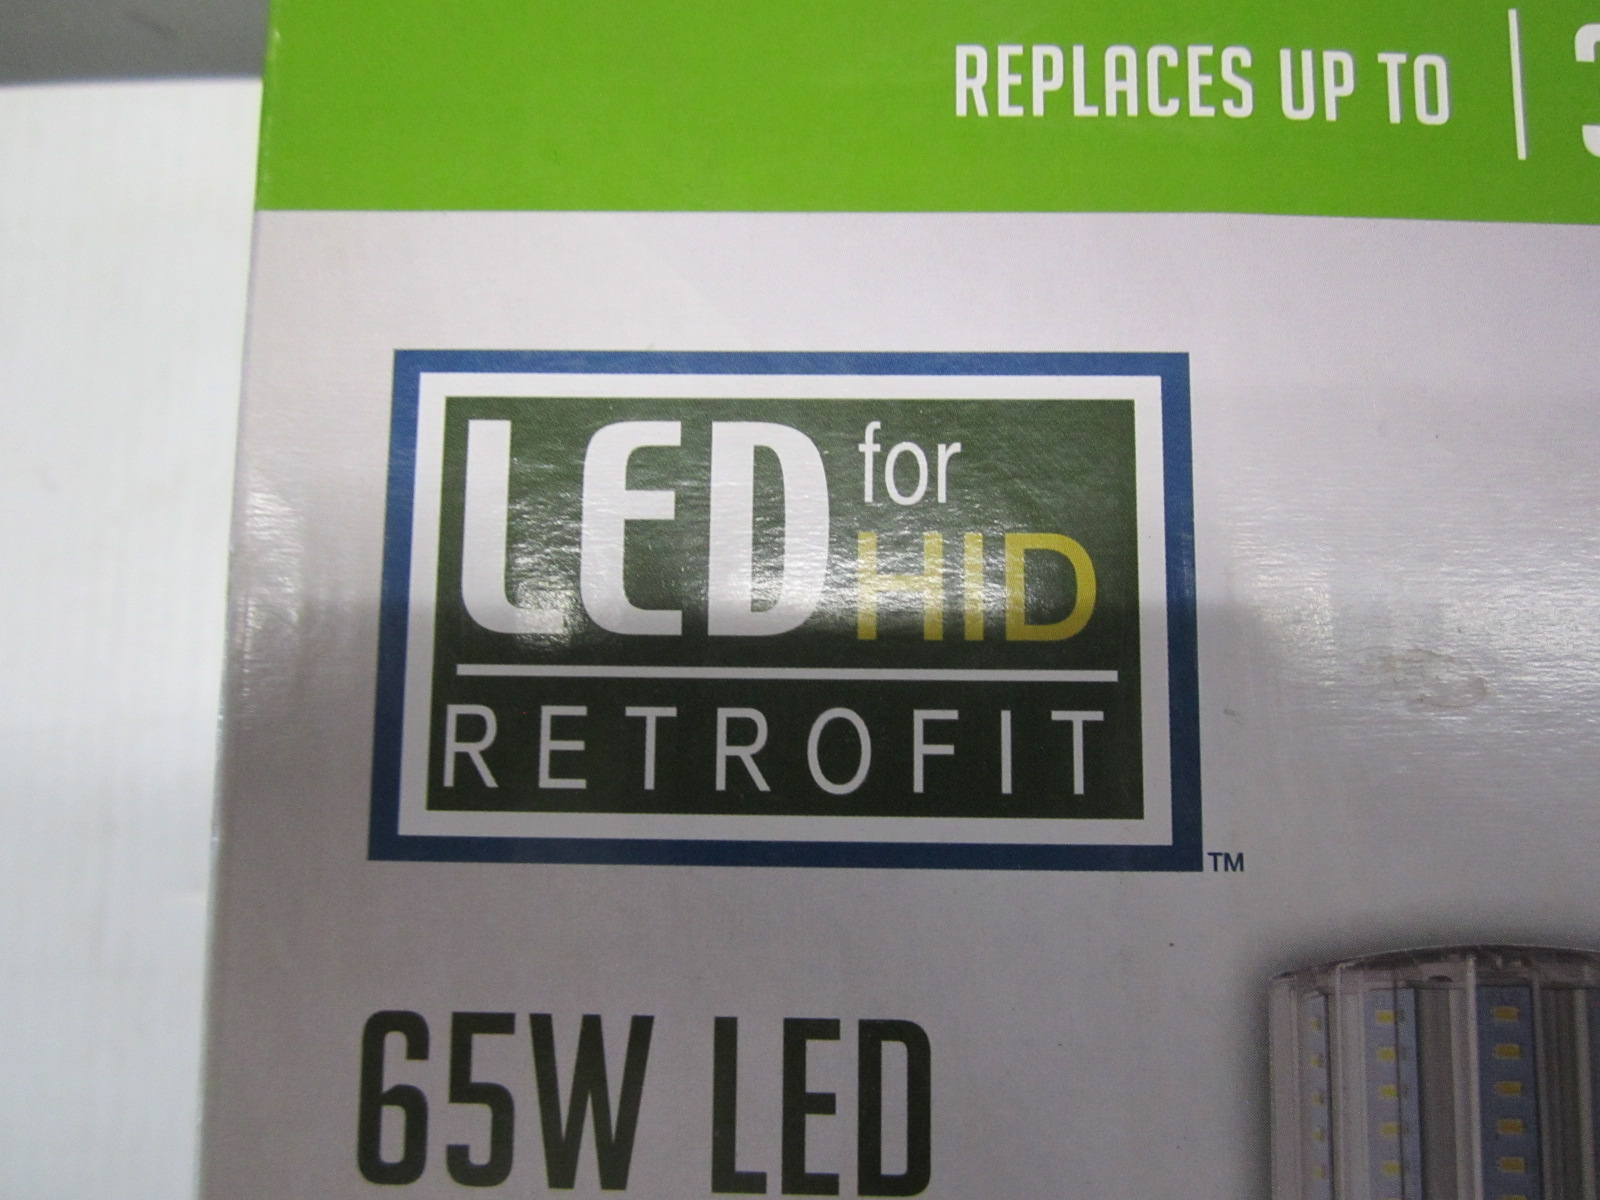 REPLACES UP TO
LED for
HID
RETROFIT
TM
65W LED